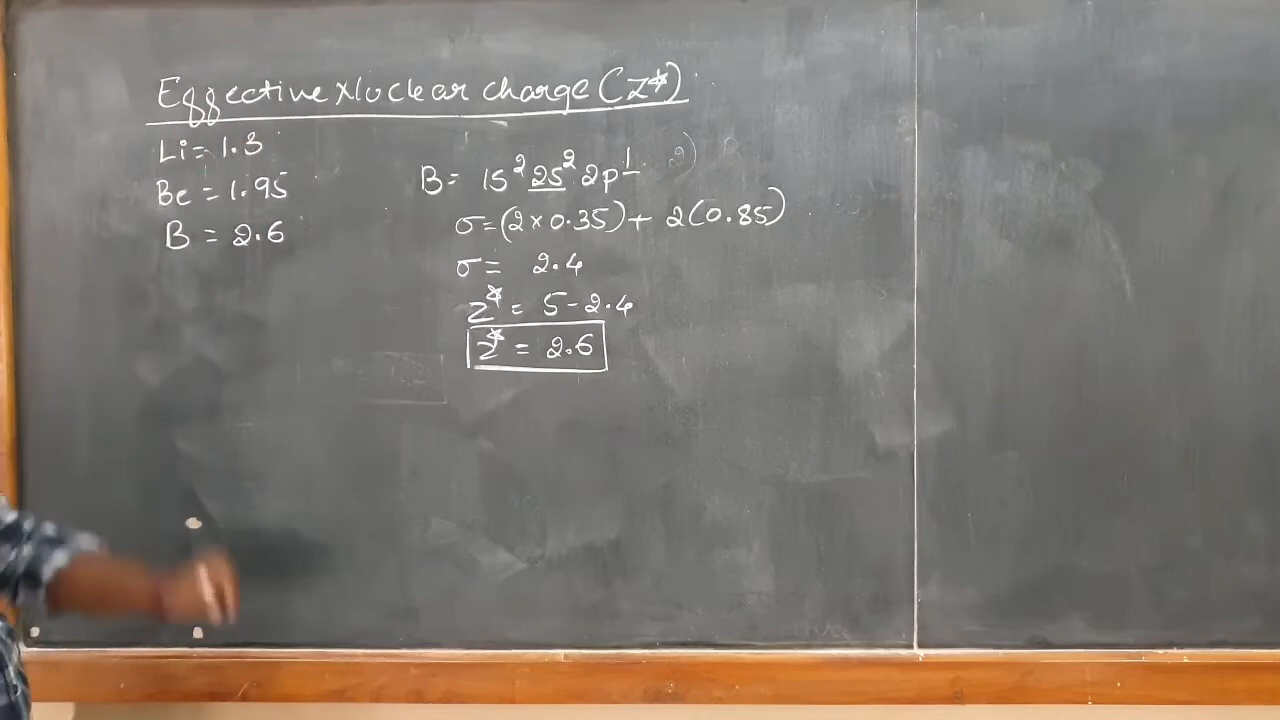 Effective Nuclear charge (Z*)
Li = 1.3
Be = 1.95
B = 2.6
B = 1s² 2s² 2p¹
σ = (2 × 0.35) + 2(0.85)
σ = 2.4
Z* = 5 - 2.4
Z* = 2.6